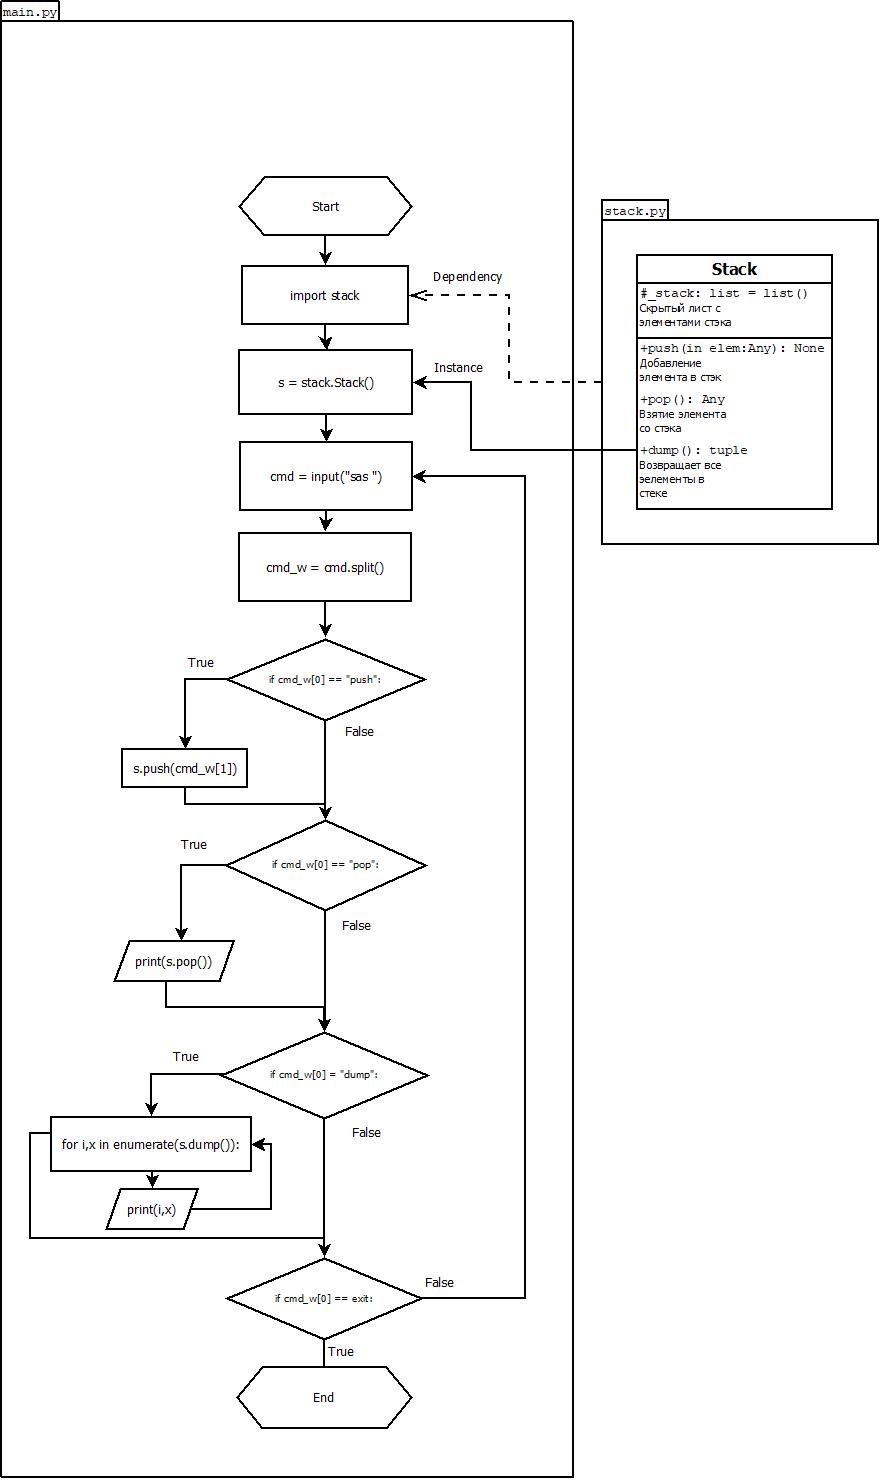 main.py
Start
import stack
s = stack.Stack()
cmd = input("sas ")
cmd_w = cmd.split()
if cmd_w[0] == "push":
True
False
s.push(cmd_w[1])
if cmd_w[0] == "pop":
True
False
print(s.pop())
if cmd_w[0] = "dump":
True
False
for i,x in enumerate(s.dump()):
print(i,x)
if cmd_w[0] == exit:
False
True
End
Dependency
Instance
stack.py
Stack
#_stack: list = list()
Скрытый лист с
элементами стэка
+push(in elem:Any): None
Добавление
элемента в стэк
+pop(): Any
Взятие элемента
со стэка
+dump(): tuple
Возвращает все
эелементы в
стеке